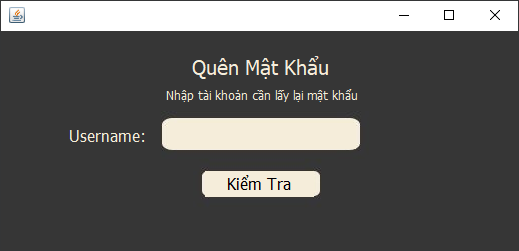 Quên Mật Khẩu
Nhập tài khoản cần lấy lại mật khẩu
Username:
Kiểm Tra